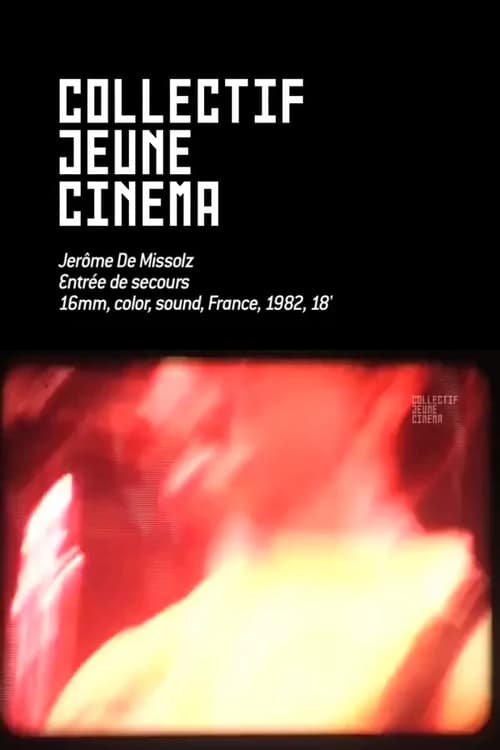 COLLECTIF
JEUNE
CINEMA
Jerôme De Missolz
Entrée de secours
16mm, color, sound, France, 1982, 18'
COLLECTIF
JEUNE
CINEMA